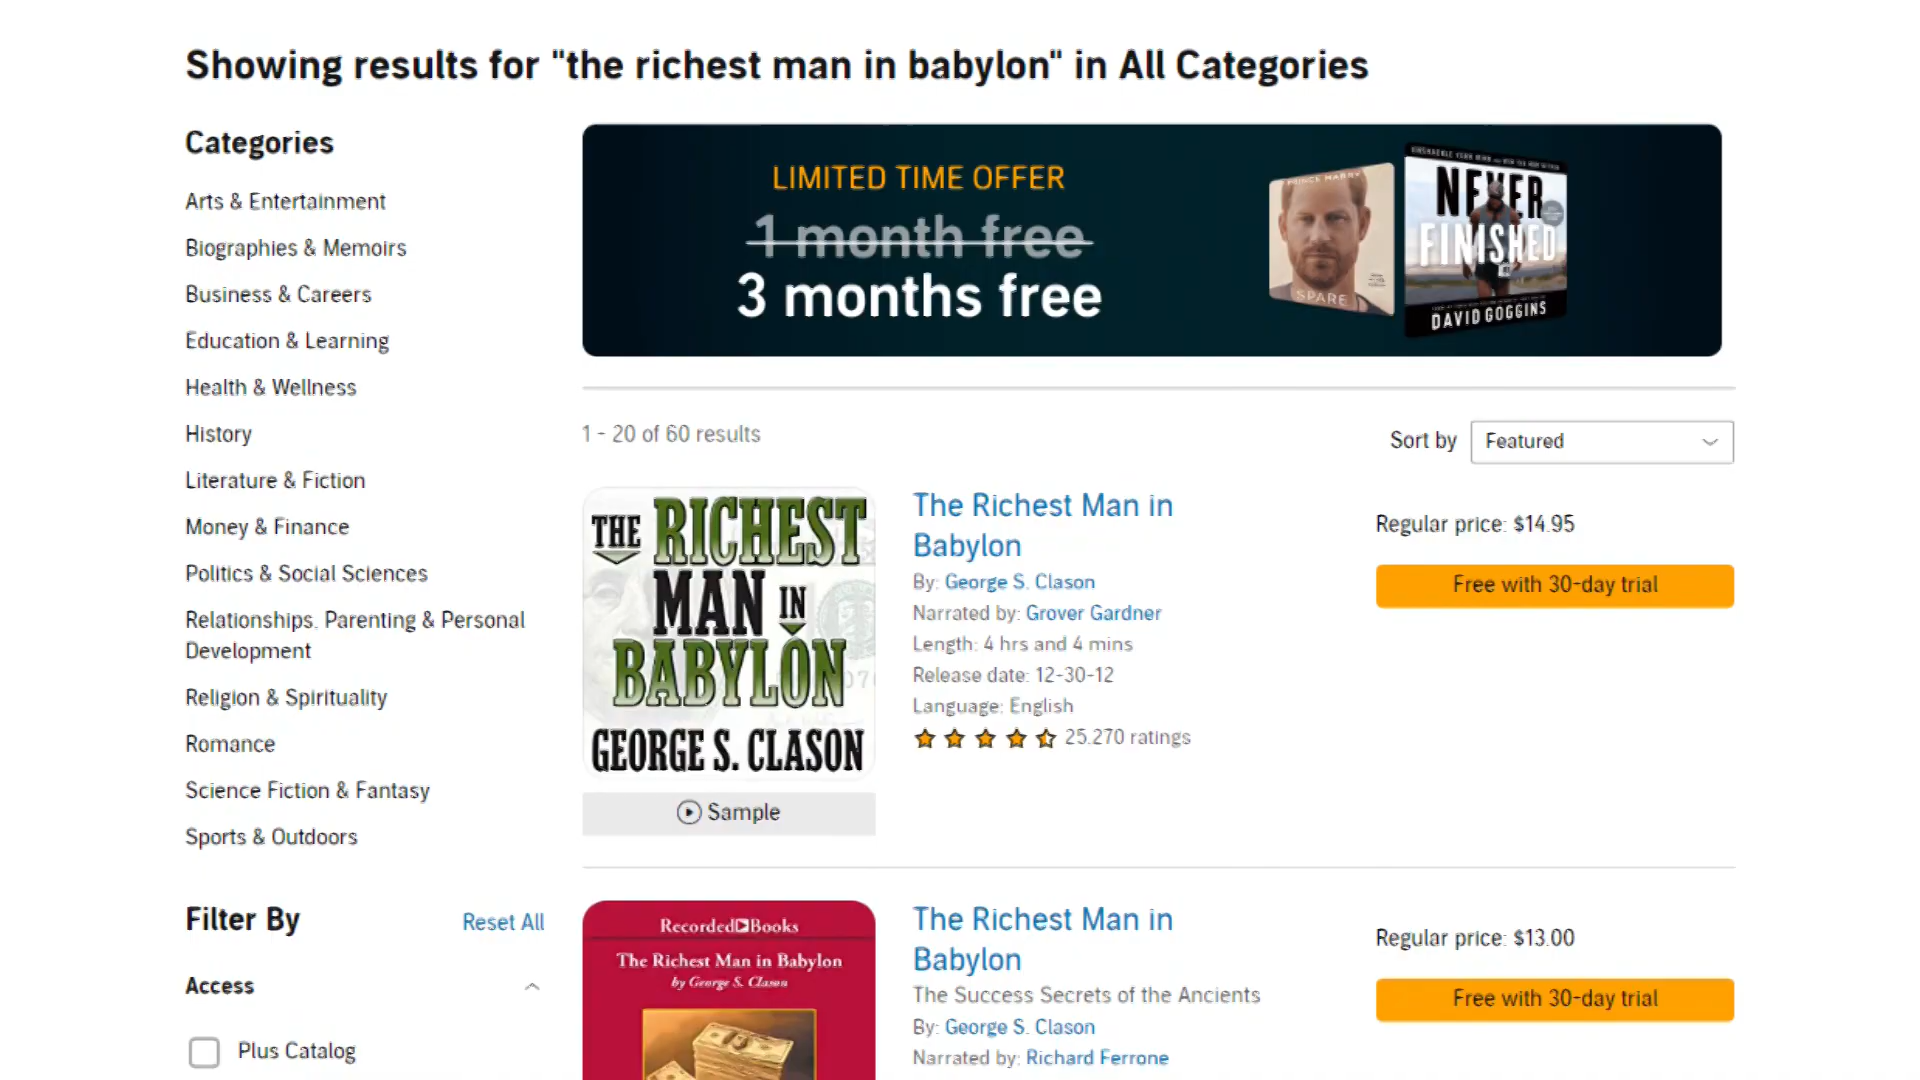 Showing results for "the richest man in babylon" in All Categories
Categories
Arts & Entertainment
Biographies & Memoirs
Business & Careers
Education & Learning
Health & Wellness
History
Literature & Fiction
Money & Finance
Politics & Social Sciences
Relationships. Parenting & Personal
Development
Religion & Spirituality
Romance
Science Fiction & Fantasy
Sports & Outdoors
Filter By
Reset All
Access
Plus Catalog
LIMITED TIME OFFER
1 month free
3 months free
PRINCE HARRY
SPARE
NEVER
FINISHED
DAVID GOGGINS
1 - 20 of 60 results
Sort by
Featured
THE RICHEST
MAN IN
BABYLON
GEORGE S. CLASON
Sample
The Richest Man in
Babylon
By: George S. Clason
Narrated by: Grover Gardner
Length: 4 hrs and 4 mins
Release date: 12-30-12
Language: English
25.270 ratings
Regular price: $14.95
Free with 30-day trial
Recorded Books
The Richest Man in Babylon
by George S. Clason
The Richest Man in
Babylon
The Success Secrets of the Ancients
By: George S. Clason
Narrated by: Richard Ferrone
Regular price: $13.00
Free with 30-day trial